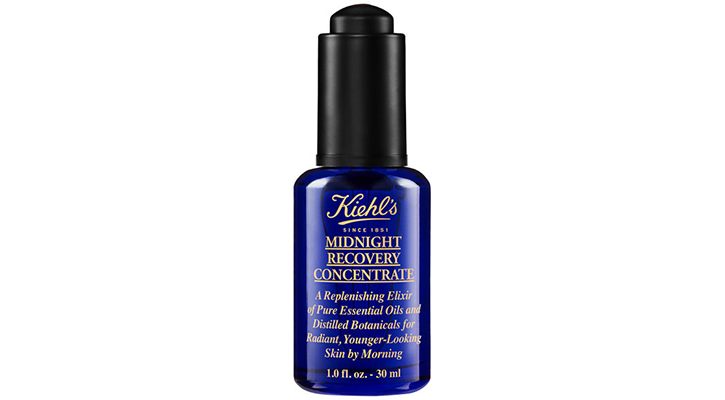 Kiehl's
SINCE 1851
MIDNIGHT
RECOVERY
CONCENTRATE
A Replenishing Elixir
of Pure Essential Oils and
Distilled Botanicals for
Radiant, Younger-Looking
Skin by Morning
1.0 fl. oz. - 30 ml